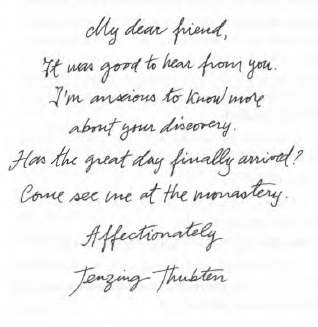 My dear friend,
It was good to hear from you.
I'm anxious to know more
about your discovery.
Has the great day finally arrived?
Come see me at the monastery.
Affectionately
Tenzing Thubten